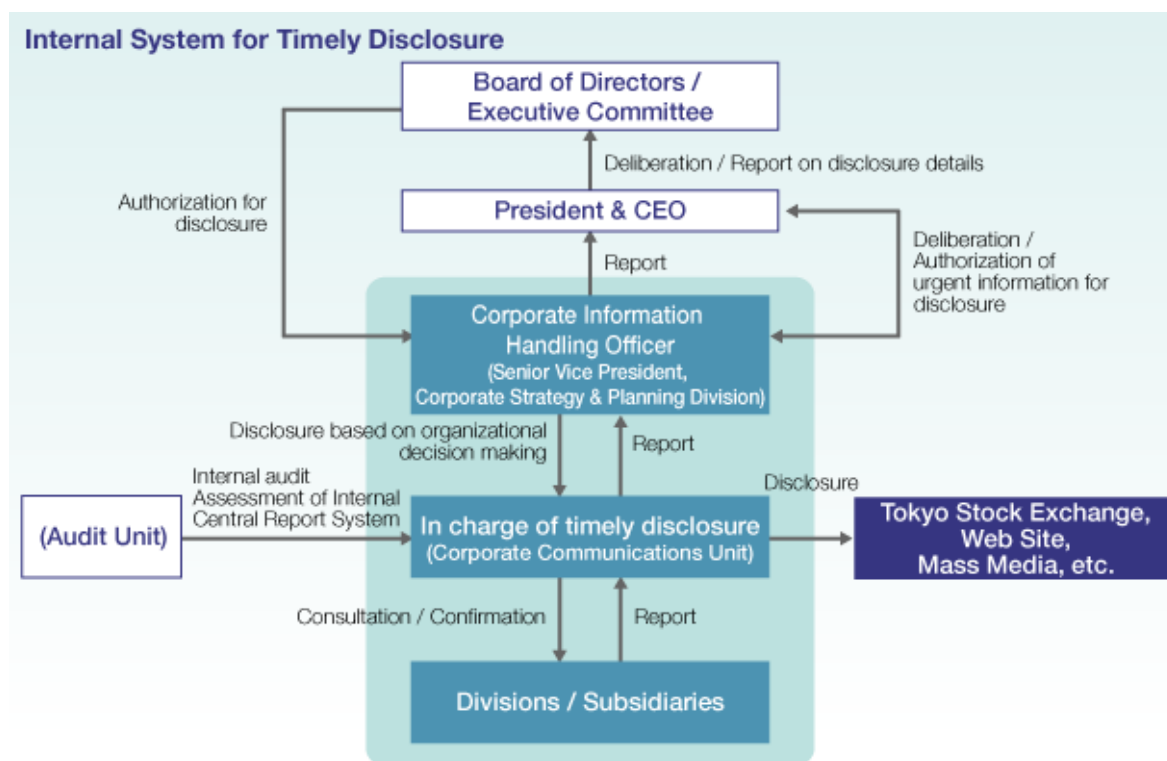 Internal System for Timely Disclosure
Board of Directors /
Executive Committee
Deliberation / Report on disclosure details
Authorization for
disclosure
President & CEO
Deliberation /
Authorization of
urgent information for
disclosure
Report
Corporate Information
Handling Officer
(Senior Vice President,
Corporate Strategy & Planning Division)
Disclosure based on organizational
decision making
Report
Internal audit
Assessment of Internal
Central Report System
Disclosure
(Audit Unit)
In charge of timely disclosure
(Corporate Communications Unit)
Tokyo Stock Exchange,
Web Site,
Mass Media, etc.
Consultation / Confirmation
Report
Divisions / Subsidiaries